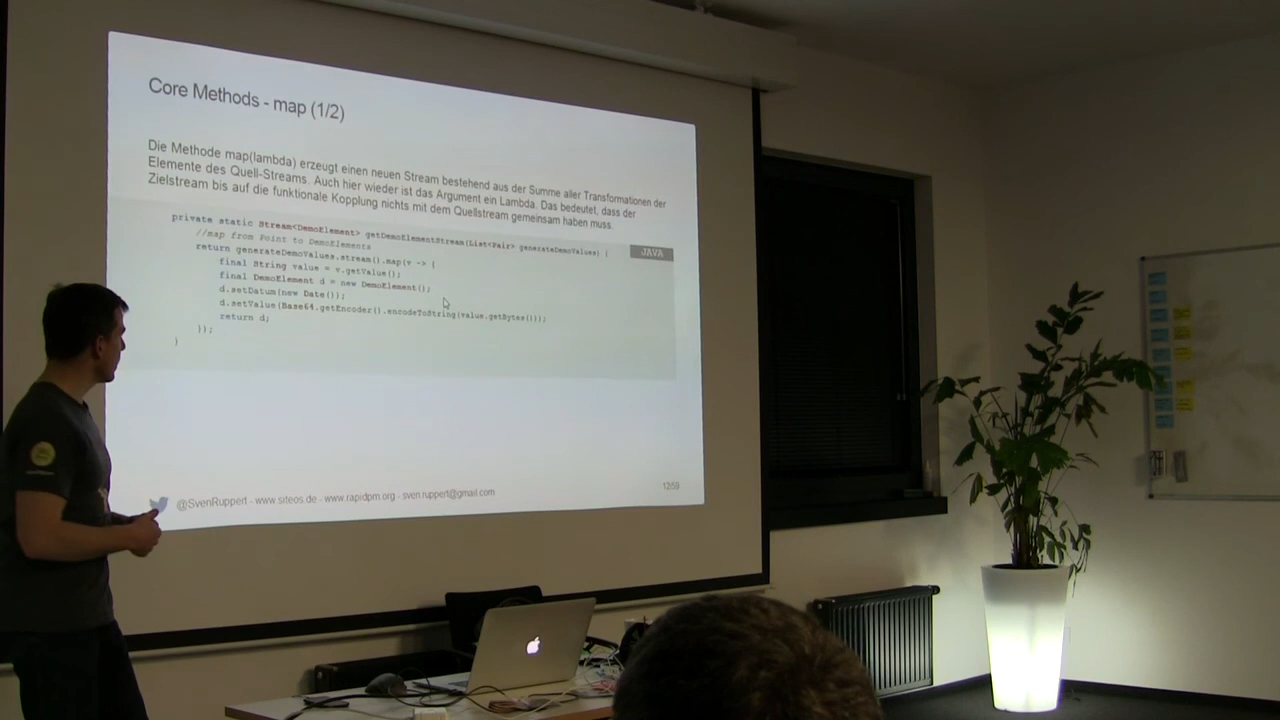 Core Methods - map (1/2)
Die Methode map(lambda) erzeugt einen neuen Stream bestehend aus der Summe aller Transformationen der
Elemente des Quell-Streams. Auch hier wieder ist das Argument ein Lambda. Das bedeutet, dass der
Zielstream bis auf die funktionale Kopplung nichts mit dem Quellstream gemeinsam haben muss.
JAVA
private static Stream<DemoElement> getDemoElementStream(List<Pair> generateDemoValues) {
//map from Point to DemoElements
return generateDemoValues.stream().map(v -> {
final String value = v.getValue();
final DemoElement d = new DemoElement();
d.setDatum(new Date());
d.setValue(Base64.getEncoder().encodeToString(value.getBytes()));
return d;
});
}
@SvenRuppert - www.siteos.de - www.rapidpm.org - sven.ruppert@gmail.com
12/59